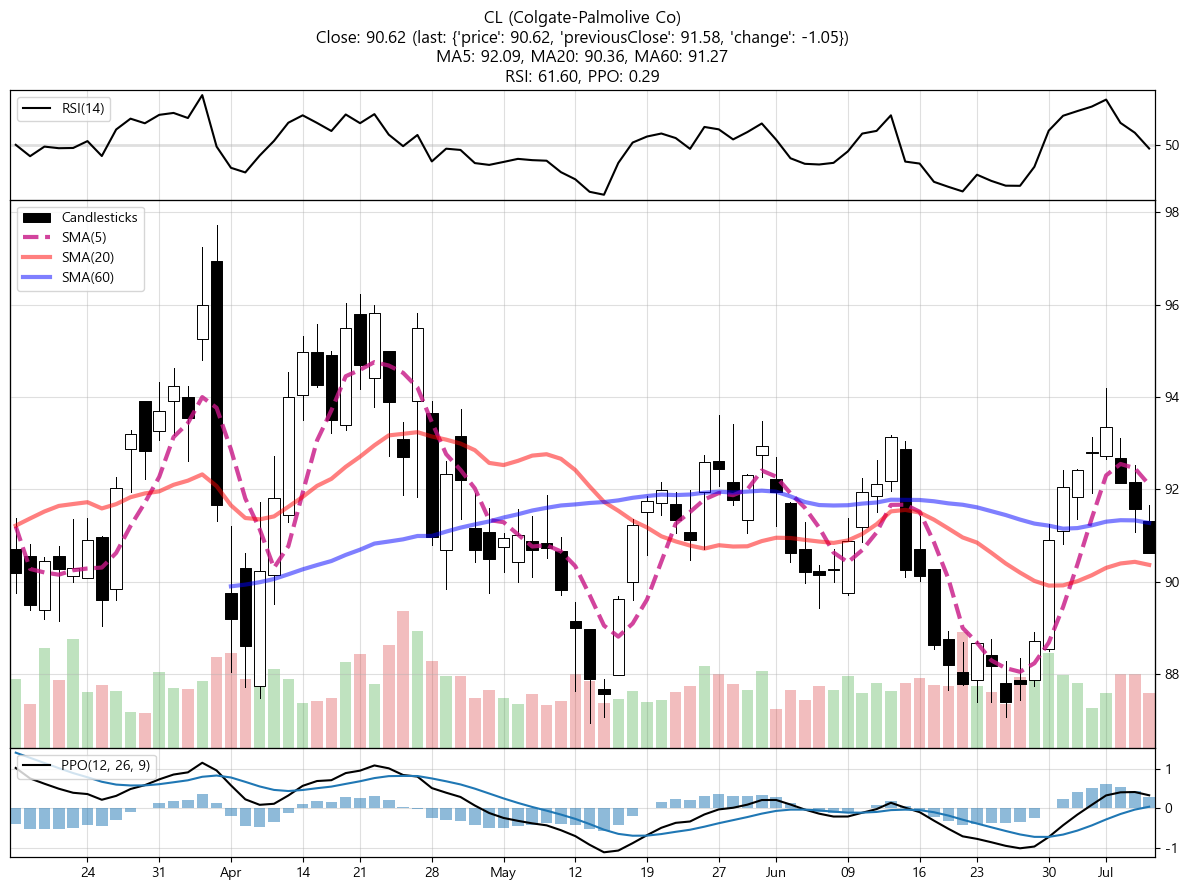 CL (Colgate-Palmolive Co)
Close: 90.62 (last: {'price': 90.62, 'previousClose': 91.58, 'change': -1.05})
MA5: 92.09, MA20: 90.36, MA60: 91.27
RSI: 61.60, PPO: 0.29
RSI(14)
50
Candlesticks
SMA(5)
SMA(20)
SMA(60)
98
96
94
92
90
88
PPO(12, 26, 9)
1
0
-1
24 31 Apr 14 21 28 May 12 19 27 Jun 09 16 23 30 Jul